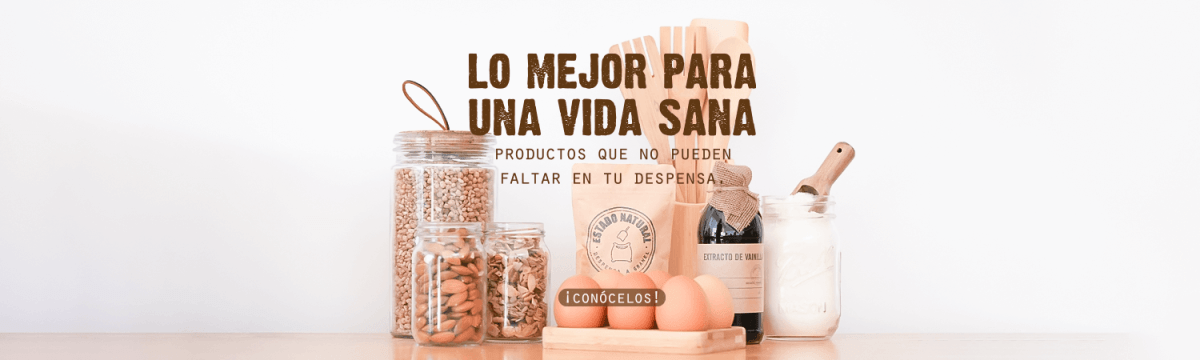 LO MEJOR PARA
UNA VIDA SANA
PRODUCTOS QUE NO PUEDEN
FALTAR EN TU DESPENSA.
ESTADO NATURAL
EXTRACTO DE
¡CONÓCELOS!